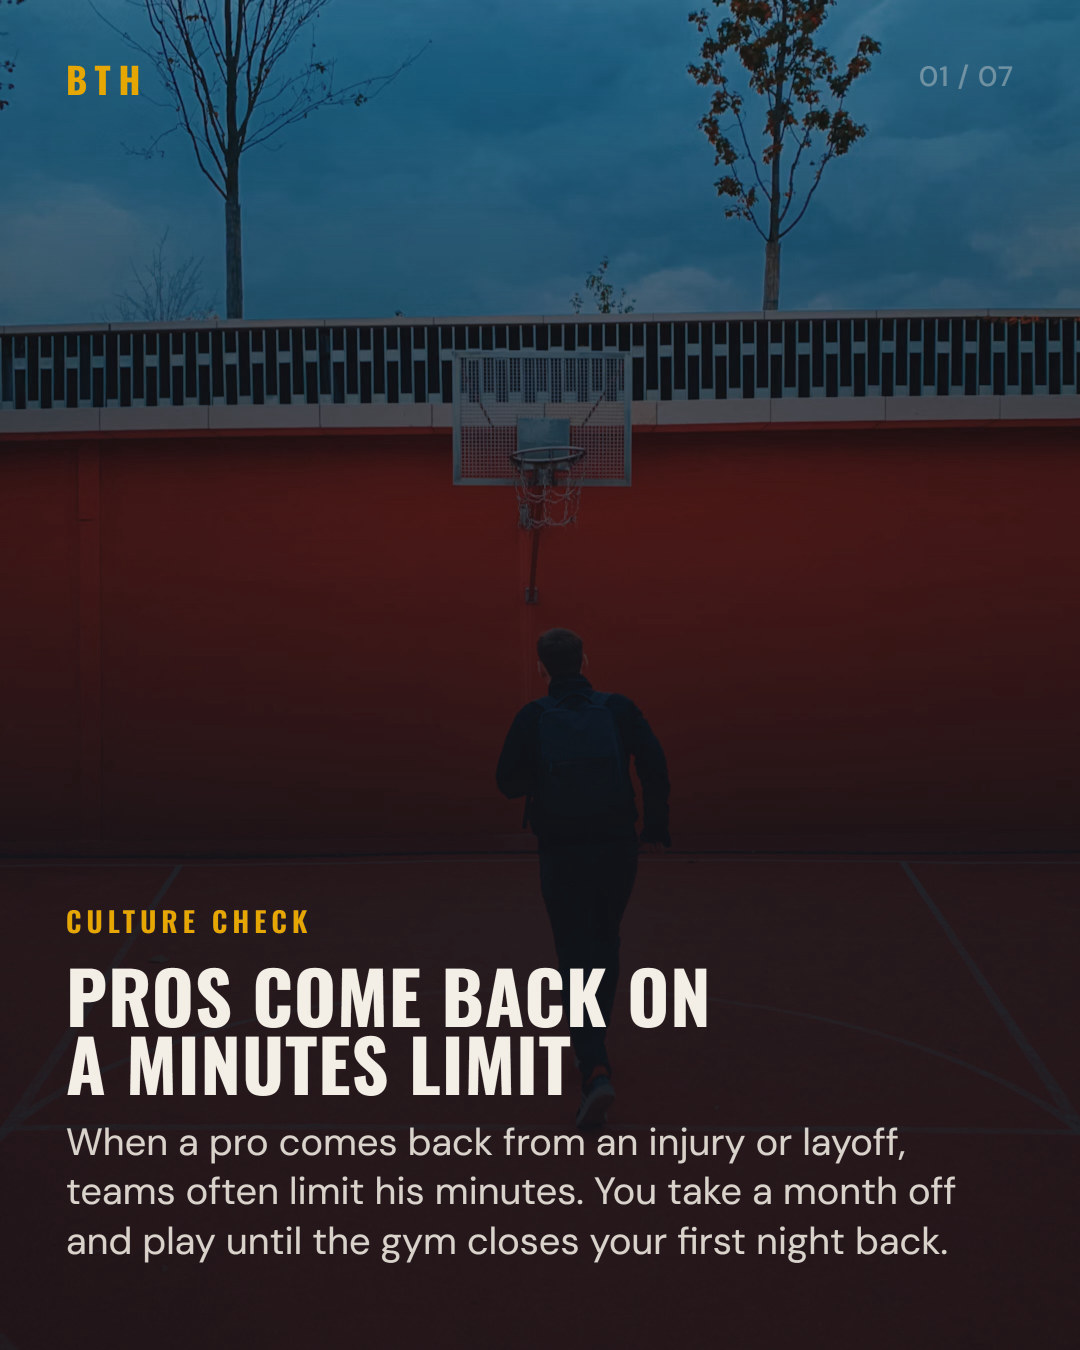 BTH
01 / 07
CULTURE CHECK
PROS COME BACK ON
A MINUTES LIMIT
When a pro comes back from an injury or layoff,
teams often limit his minutes. You take a month off
and play until the gym closes your first night back.